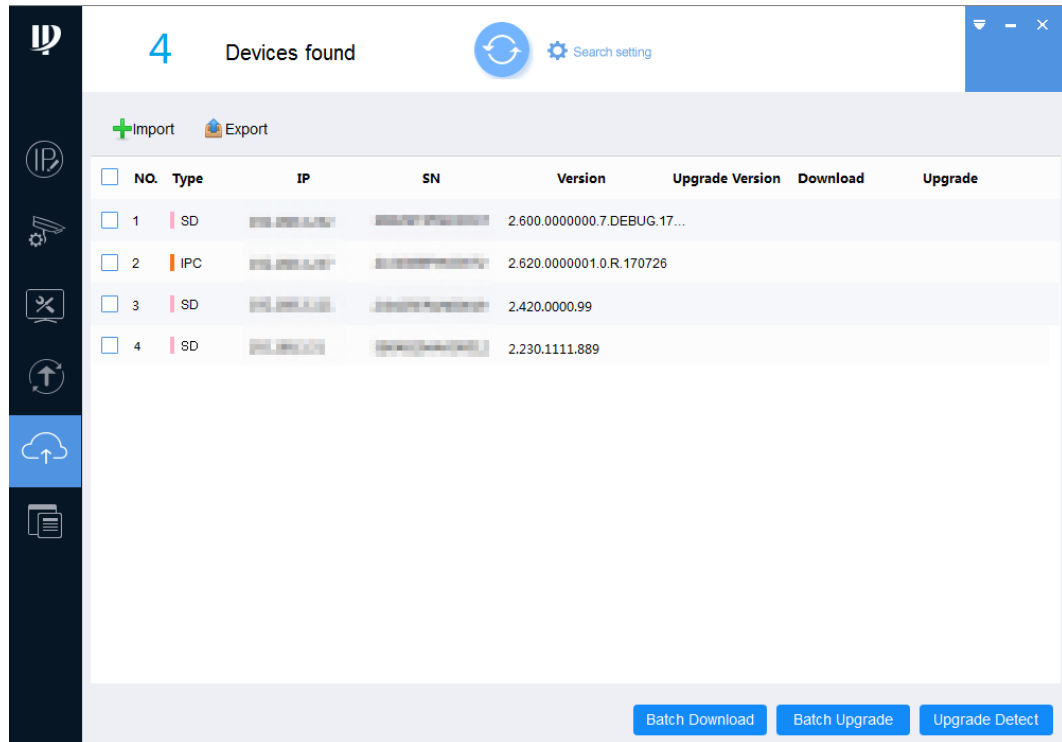 4 Devices found Search setting
Import Export
NO. Type IP SN Version Upgrade Version Download Upgrade
1 SD 2.600.0000000.7.DEBUG.17...
2 IPC 2.620.0000001.0.R.170726
3 SD 2.420.0000.99
4 SD 2.230.1111.889
Batch Download Batch Upgrade Upgrade Detect